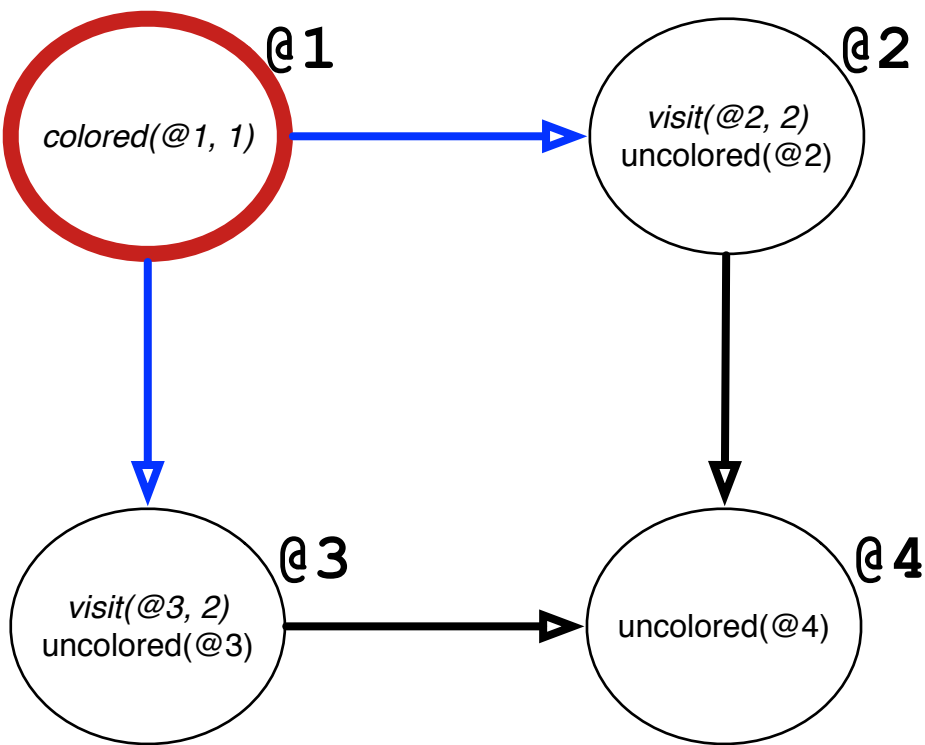 @1
colored(@1, 1)
@2
visit(@2, 2)
uncolored(@2)
@3
visit(@3, 2)
uncolored(@3)
@4
uncolored(@4)